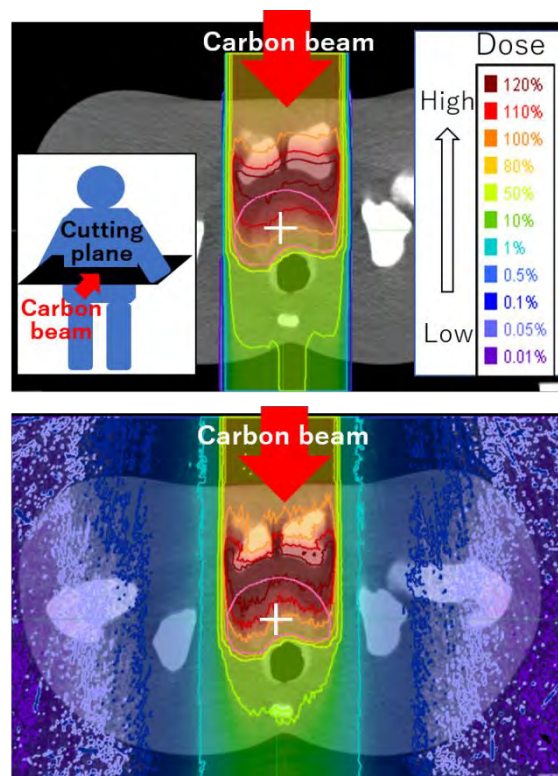 Carbon beam
Dose
High
Low
120%
110%
100%
80%
50%
10%
1%
0.5%
0.1%
0.05%
0.01%
Cutting
plane
Carbon
beam
Carbon beam